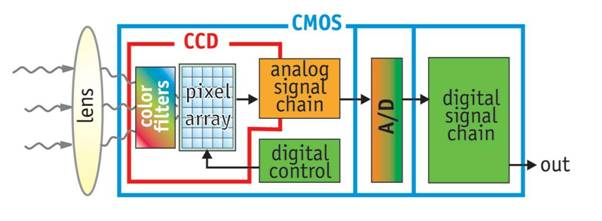 CMOS
CCD
lens
color
filters
pixel
array
analog
signal
chain
digital
control
A/D
digital
signal
chain
out